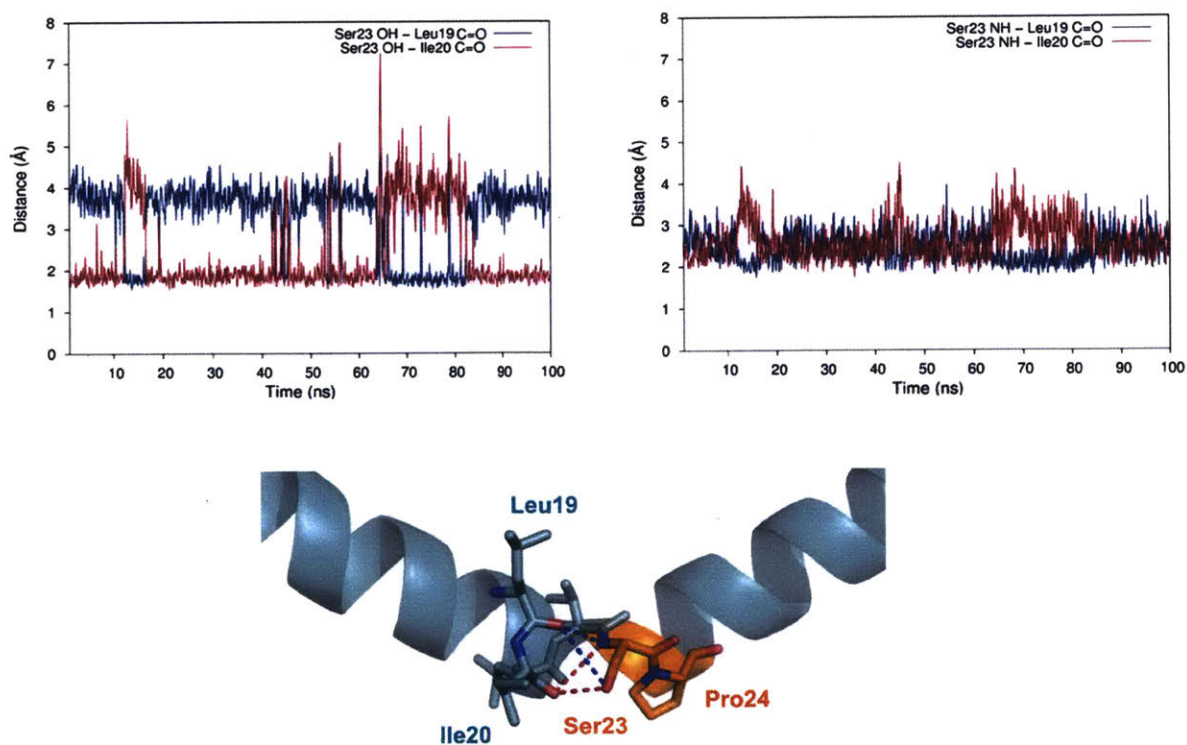 Ser23 OH – Leu19 C=O
Ser23 OH – Ile20 C=O
Distance (Å)
8
7
6
5
4
3
2
1
0
10 20 30 40 50 60 70 80 90 100
Time (ns)
Ser23 NH – Leu19 C=O
Ser23 NH – Ile20 C=O
Distance (Å)
8
7
6
5
4
3
2
1
0
10 20 30 40 50 60 70 80 90 100
Time (ns)
Leu19
Ile20
Ser23
Pro24